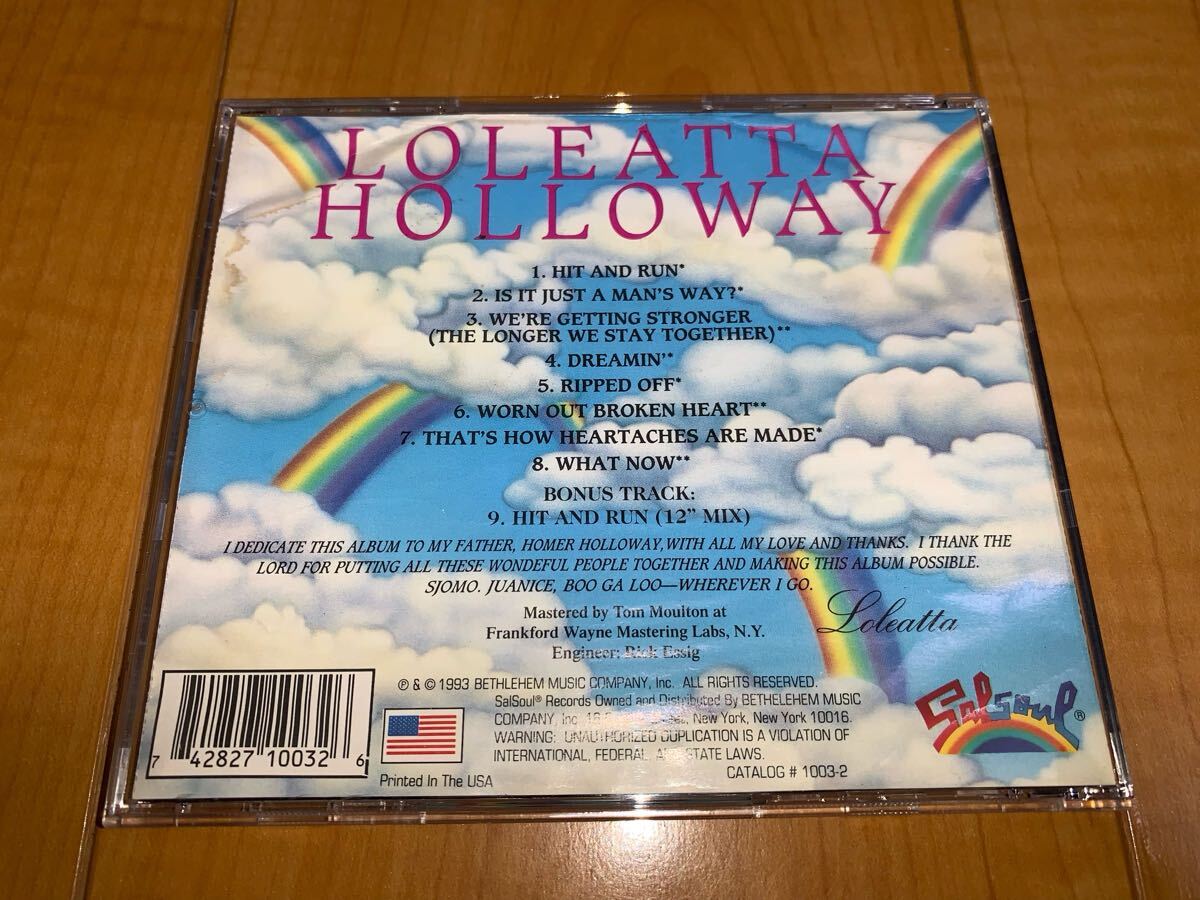 LOLEATTA
HOLLOWAY
1. HIT AND RUN*
2. IS IT JUST A MAN'S WAY?*
3. WE'RE GETTING STRONGER
(THE LONGER WE STAY TOGETHER)**
4. DREAMIN'*
5. RIPPED OFF*
6. WORN OUT BROKEN HEART**
7. THAT'S HOW HEARTACHES ARE MADE*
8. WHAT NOW**
BONUS TRACK:
9. HIT AND RUN (12" MIX)
I DEDICATE THIS ALBUM TO MY FATHER, HOMER HOLLOWAY, WITH ALL MY LOVE AND THANKS. I THANK THE
LORD FOR PUTTING ALL THESE WONDEFUL PEOPLE TOGETHER AND MAKING THIS ALBUM POSSIBLE.
SJOMO. JUANICE, BOO GA LOO—WHEREVER I GO.
Loleatta
Mastered by Tom Moulton at
Frankford Wayne Mastering Labs, N.Y.
Engineer: Rick Essig
℗ & © 1993 BETHLEHEM MUSIC COMPANY, Inc. ALL RIGHTS RESERVED.
SalSoul® Records Owned and Distributed By BETHELEHEM MUSIC
COMPANY, Inc. New York, New York 10016.
WARNING: UNAUTHORIZED DUPLICATION IS A VIOLATION OF
INTERNATIONAL, FEDERAL, AND STATE LAWS.
CATALOG # 1003-2
7 42827 10032 6
Printed In The USA
Salsoul®